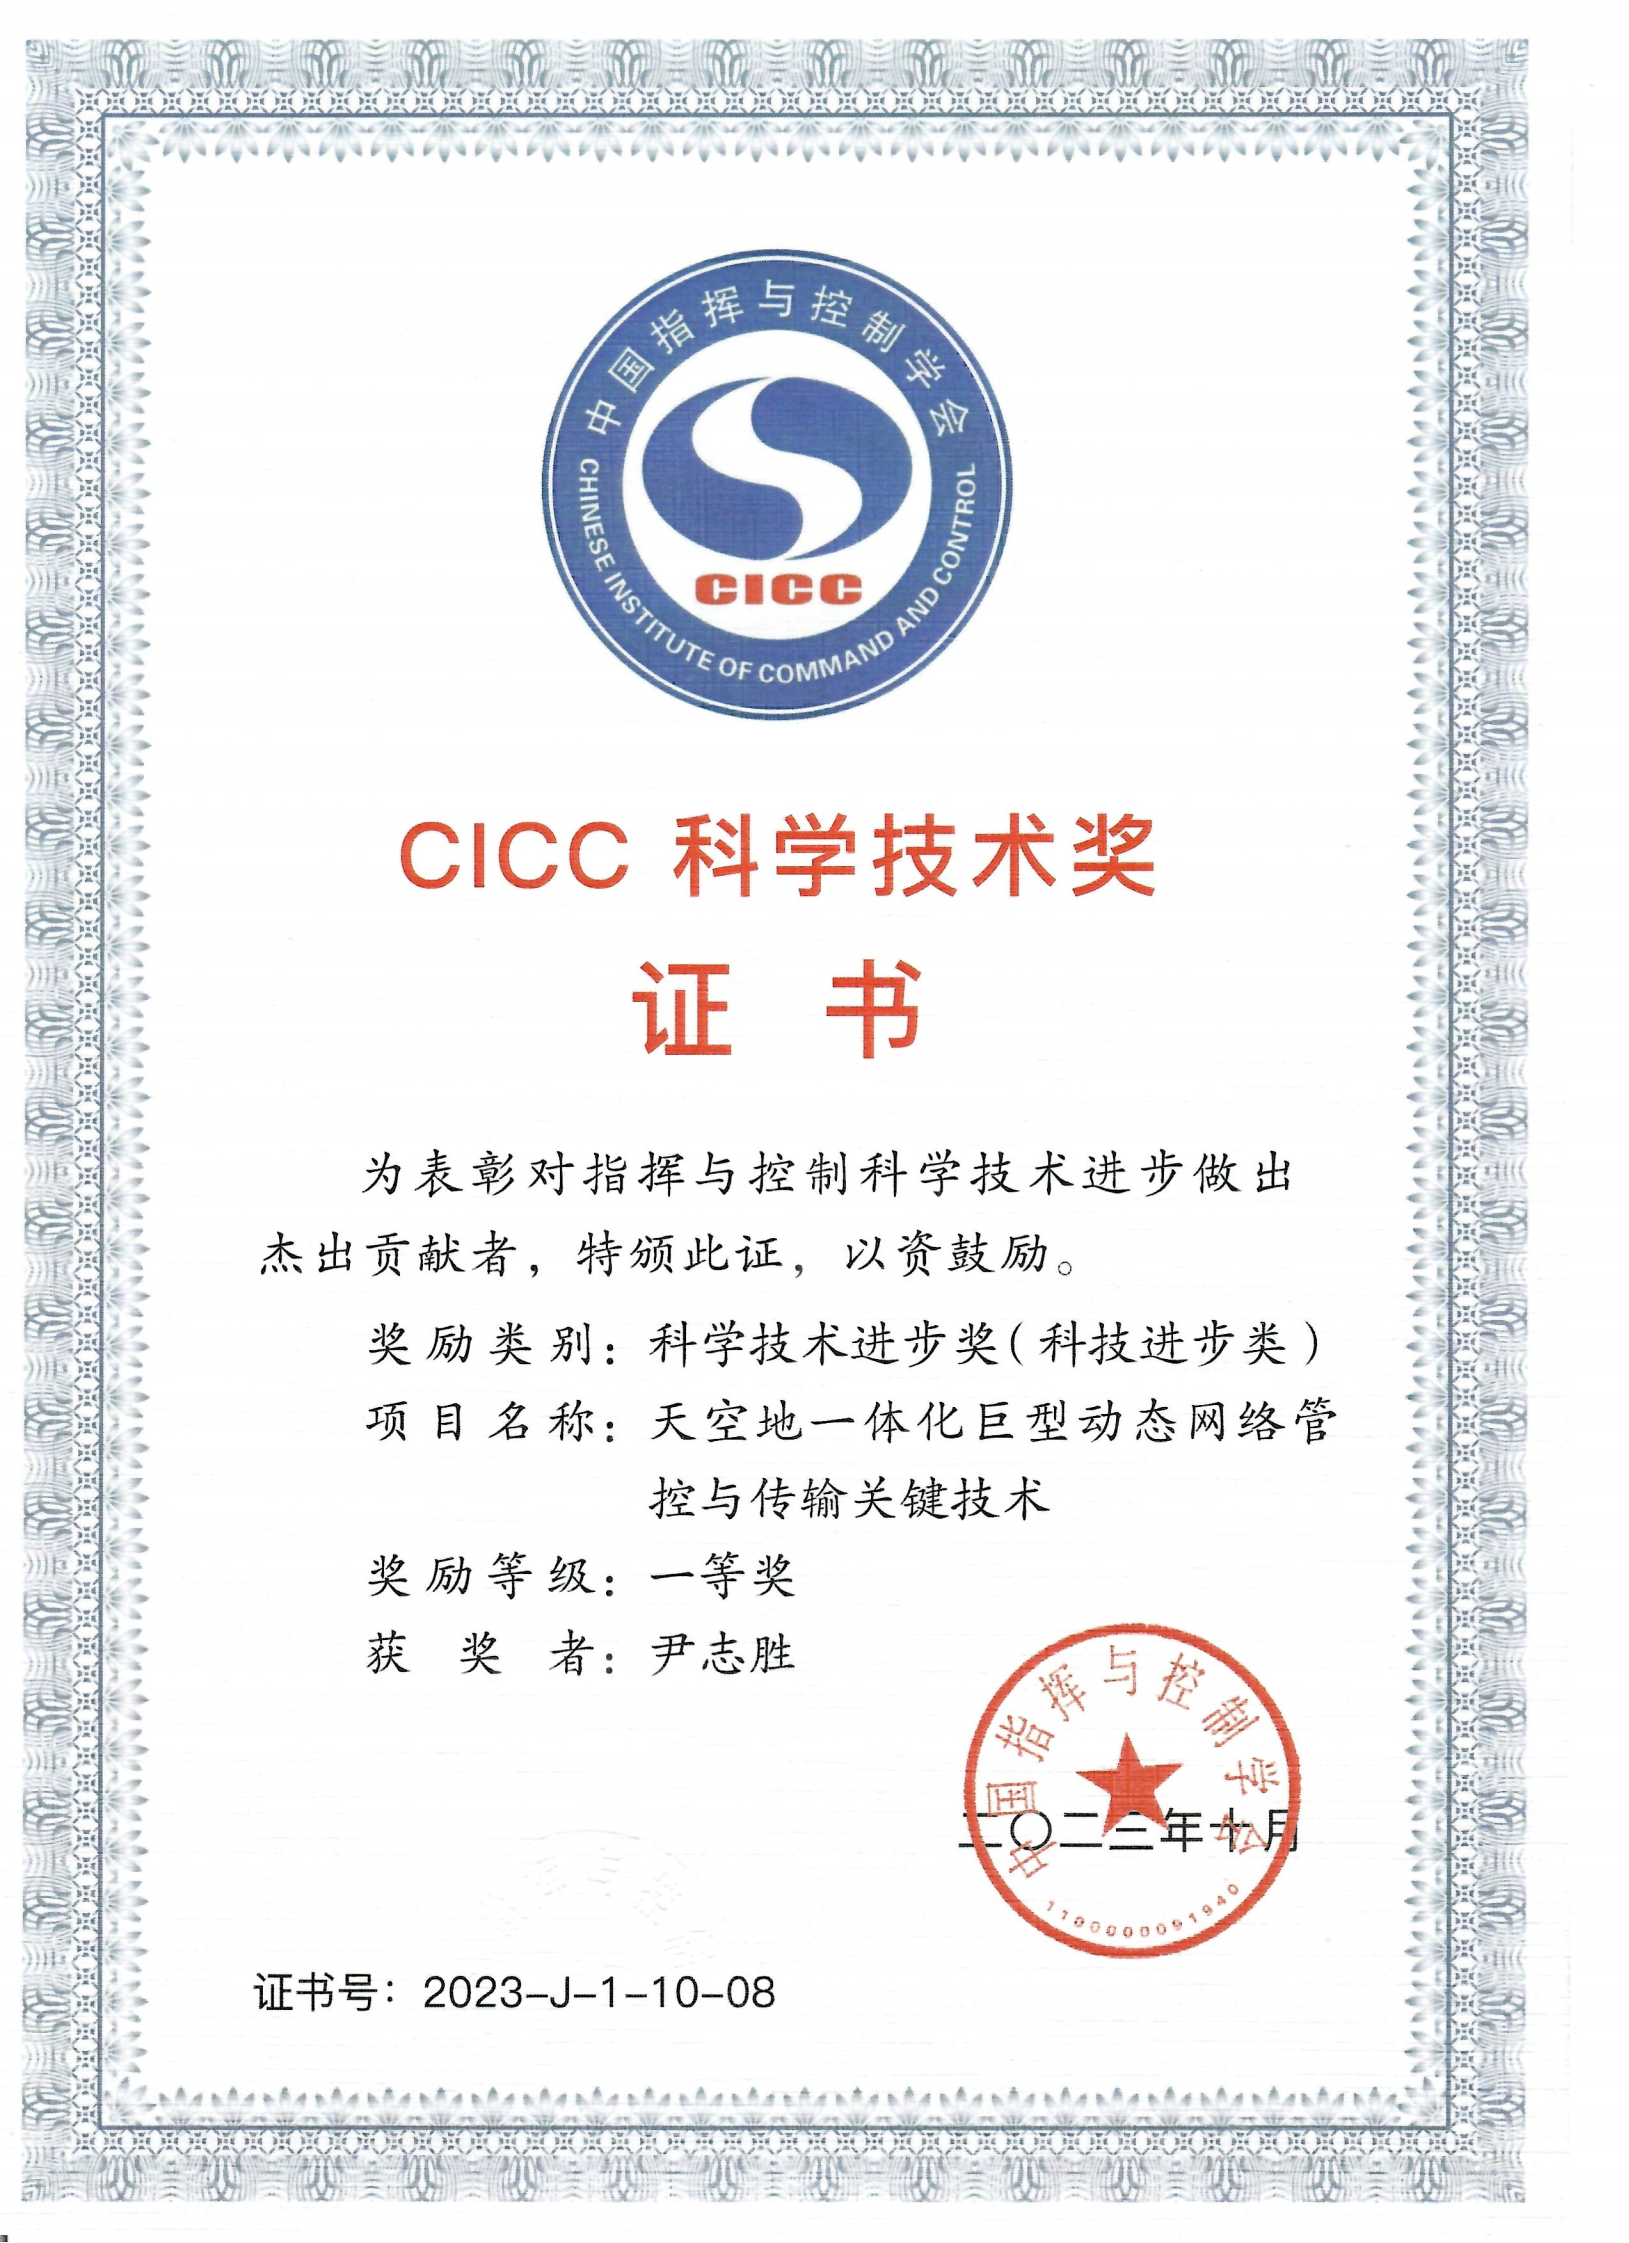 中国指挥与控制学会
CHINESE INSTITUTE OF COMMAND AND CONTROL
CICC
CICC 科学技术奖
证 书
为表彰对指挥与控制科学技术进步做出
杰出贡献者，特颁此证，以资鼓励。
奖励类别：科学技术进步奖（科技进步类）
项目名称：天空地一体化巨型动态网络管
控与传输关键技术
奖励等级：一等奖
获奖者：尹志胜
中国指挥与控制学会
二〇二三年十月
1100000091940
证书号：2023-J-1-10-08